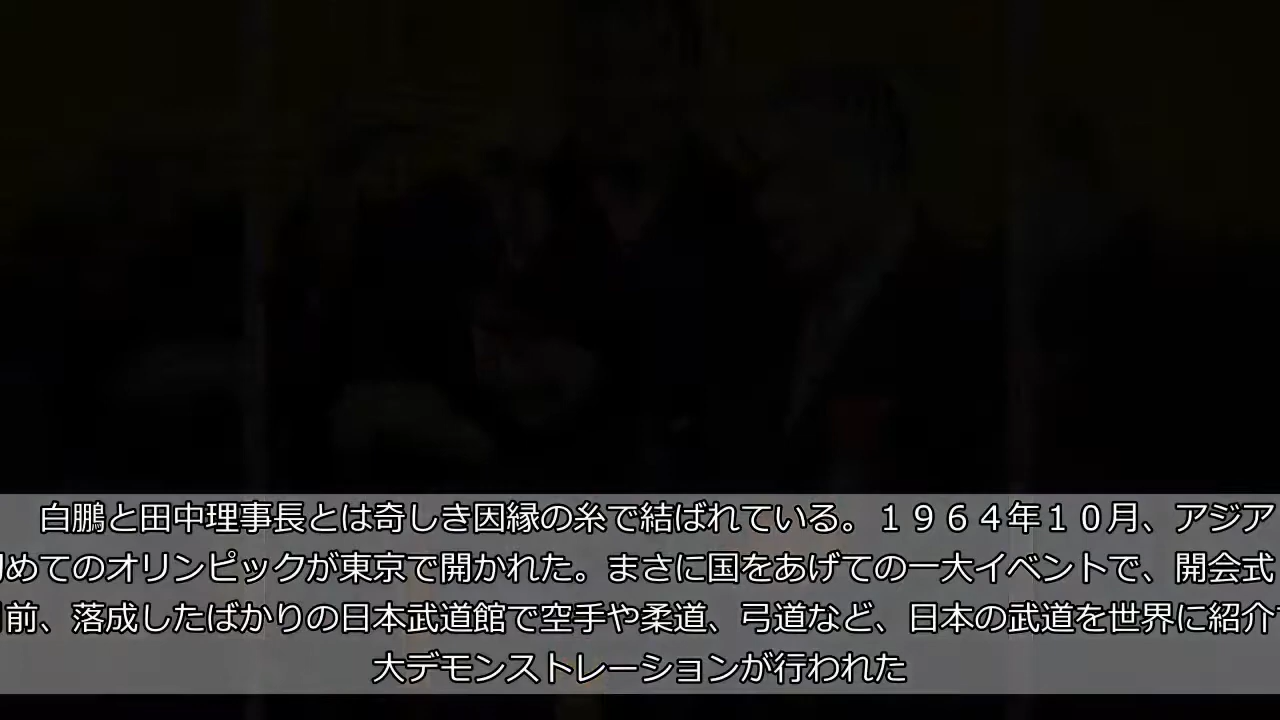 白鵬と田中理事長とは奇しき因縁の糸で結ばれている。１９６４年１０月、アジア
めてのオリンピックが東京で開かれた。まさに国をあげての一大イベントで、開会式
前、落成したばかりの日本武道館で空手や柔道、弓道など、日本の武道を世界に紹介
大デモンストレーションが行われた